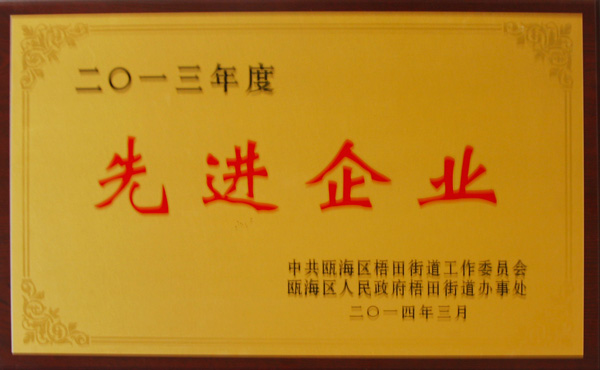 二〇一三年度
先进企业
中共瓯海区梧田街道工作委员会
瓯海区人民政府梧田街道办事处
二〇一四年三月